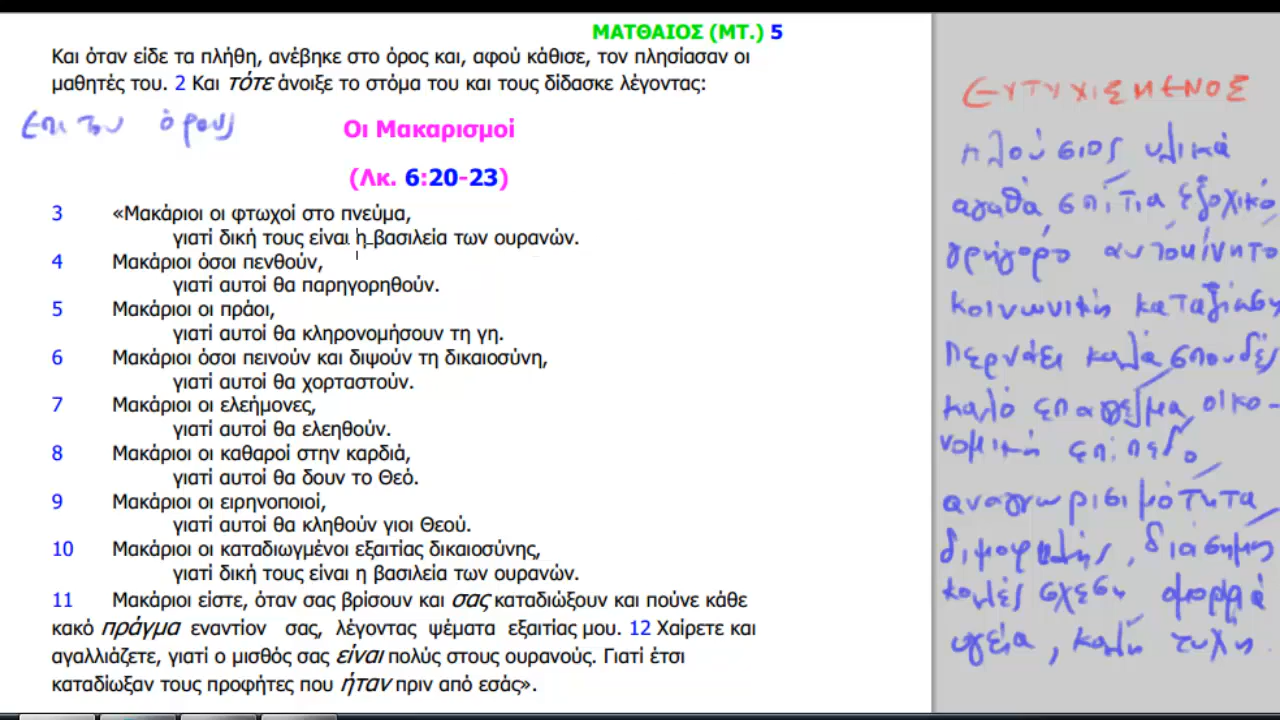 ΜΑΤΘΑΙΟΣ (ΜΤ.) 5
Και όταν είδε τα πλήθη, ανέβηκε στο όρος και, αφού κάθισε, τον πλησίασαν οι
μαθητές του. 2 Και τότε άνοιξε το στόμα του και τους δίδασκε λέγοντας:
επι του όρους
Οι Μακαρισμοί
(Λκ. 6:20-23)
3 «Μακάριοι οι φτωχοί στο πνεύμα,
γιατί δική τους είναι η βασιλεία των ουρανών.
4 Μακάριοι όσοι πενθούν,
γιατί αυτοί θα παρηγορηθούν.
5 Μακάριοι οι πράοι,
γιατί αυτοί θα κληρονομήσουν τη γη.
6 Μακάριοι όσοι πεινούν και διψούν τη δικαιοσύνη,
γιατί αυτοί θα χορταστούν.
7 Μακάριοι οι ελεήμονες,
γιατί αυτοί θα ελεηθούν.
8 Μακάριοι οι καθαροί στην καρδιά,
γιατί αυτοί θα δουν το Θεό.
9 Μακάριοι οι ειρηνοποιοί,
γιατί αυτοί θα κληθούν γιοι Θεού.
10 Μακάριοι οι καταδιωγμένοι εξαιτίας δικαιοσύνης,
γιατί δική τους είναι η βασιλεία των ουρανών.
11 Μακάριοι είστε, όταν σας βρίσουν και σας καταδιώξουν και πούνε κάθε
κακό πράγμα εναντίον σας, λέγοντας ψέματα εξαιτίας μου. 12 Χαίρετε και
αγαλλιάζετε, γιατί ο μισθός σας είναι πολύς στους ουρανούς. Γιατί έτσι
καταδίωξαν τους προφήτες που ήταν πριν από εσάς».
ΕΥΤΥΧΙΣΜΕΝΟΣ
πλούσιος υλικά
αγαθά σπίτια εξοχικό
γρήγορο αυτοκίνητο
κοινωνική καταξίωση
περνάει καλά σπουδές
καλό επαγελμα, οικο-
νομική επίπεδο
αναγνωρισιμότητα
διάσημης
καλές σχέση ομορφιά
υγεία, καλή τύχη